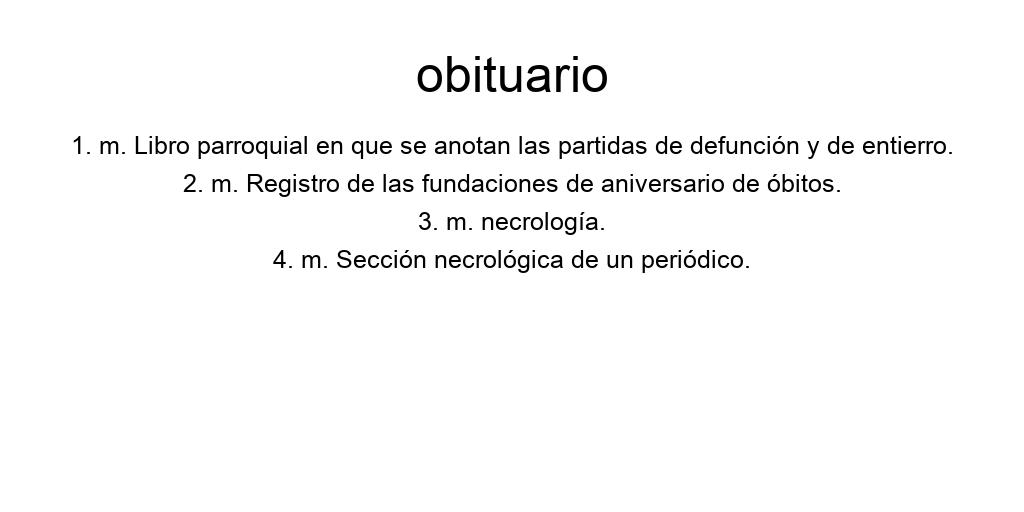 obituario
1. m. Libro parroquial en que se anotan las partidas de defunción y de entierro.
2. m. Registro de las fundaciones de aniversario de óbitos.
3. m. necrología.
4. m. Sección necrológica de un periódico.